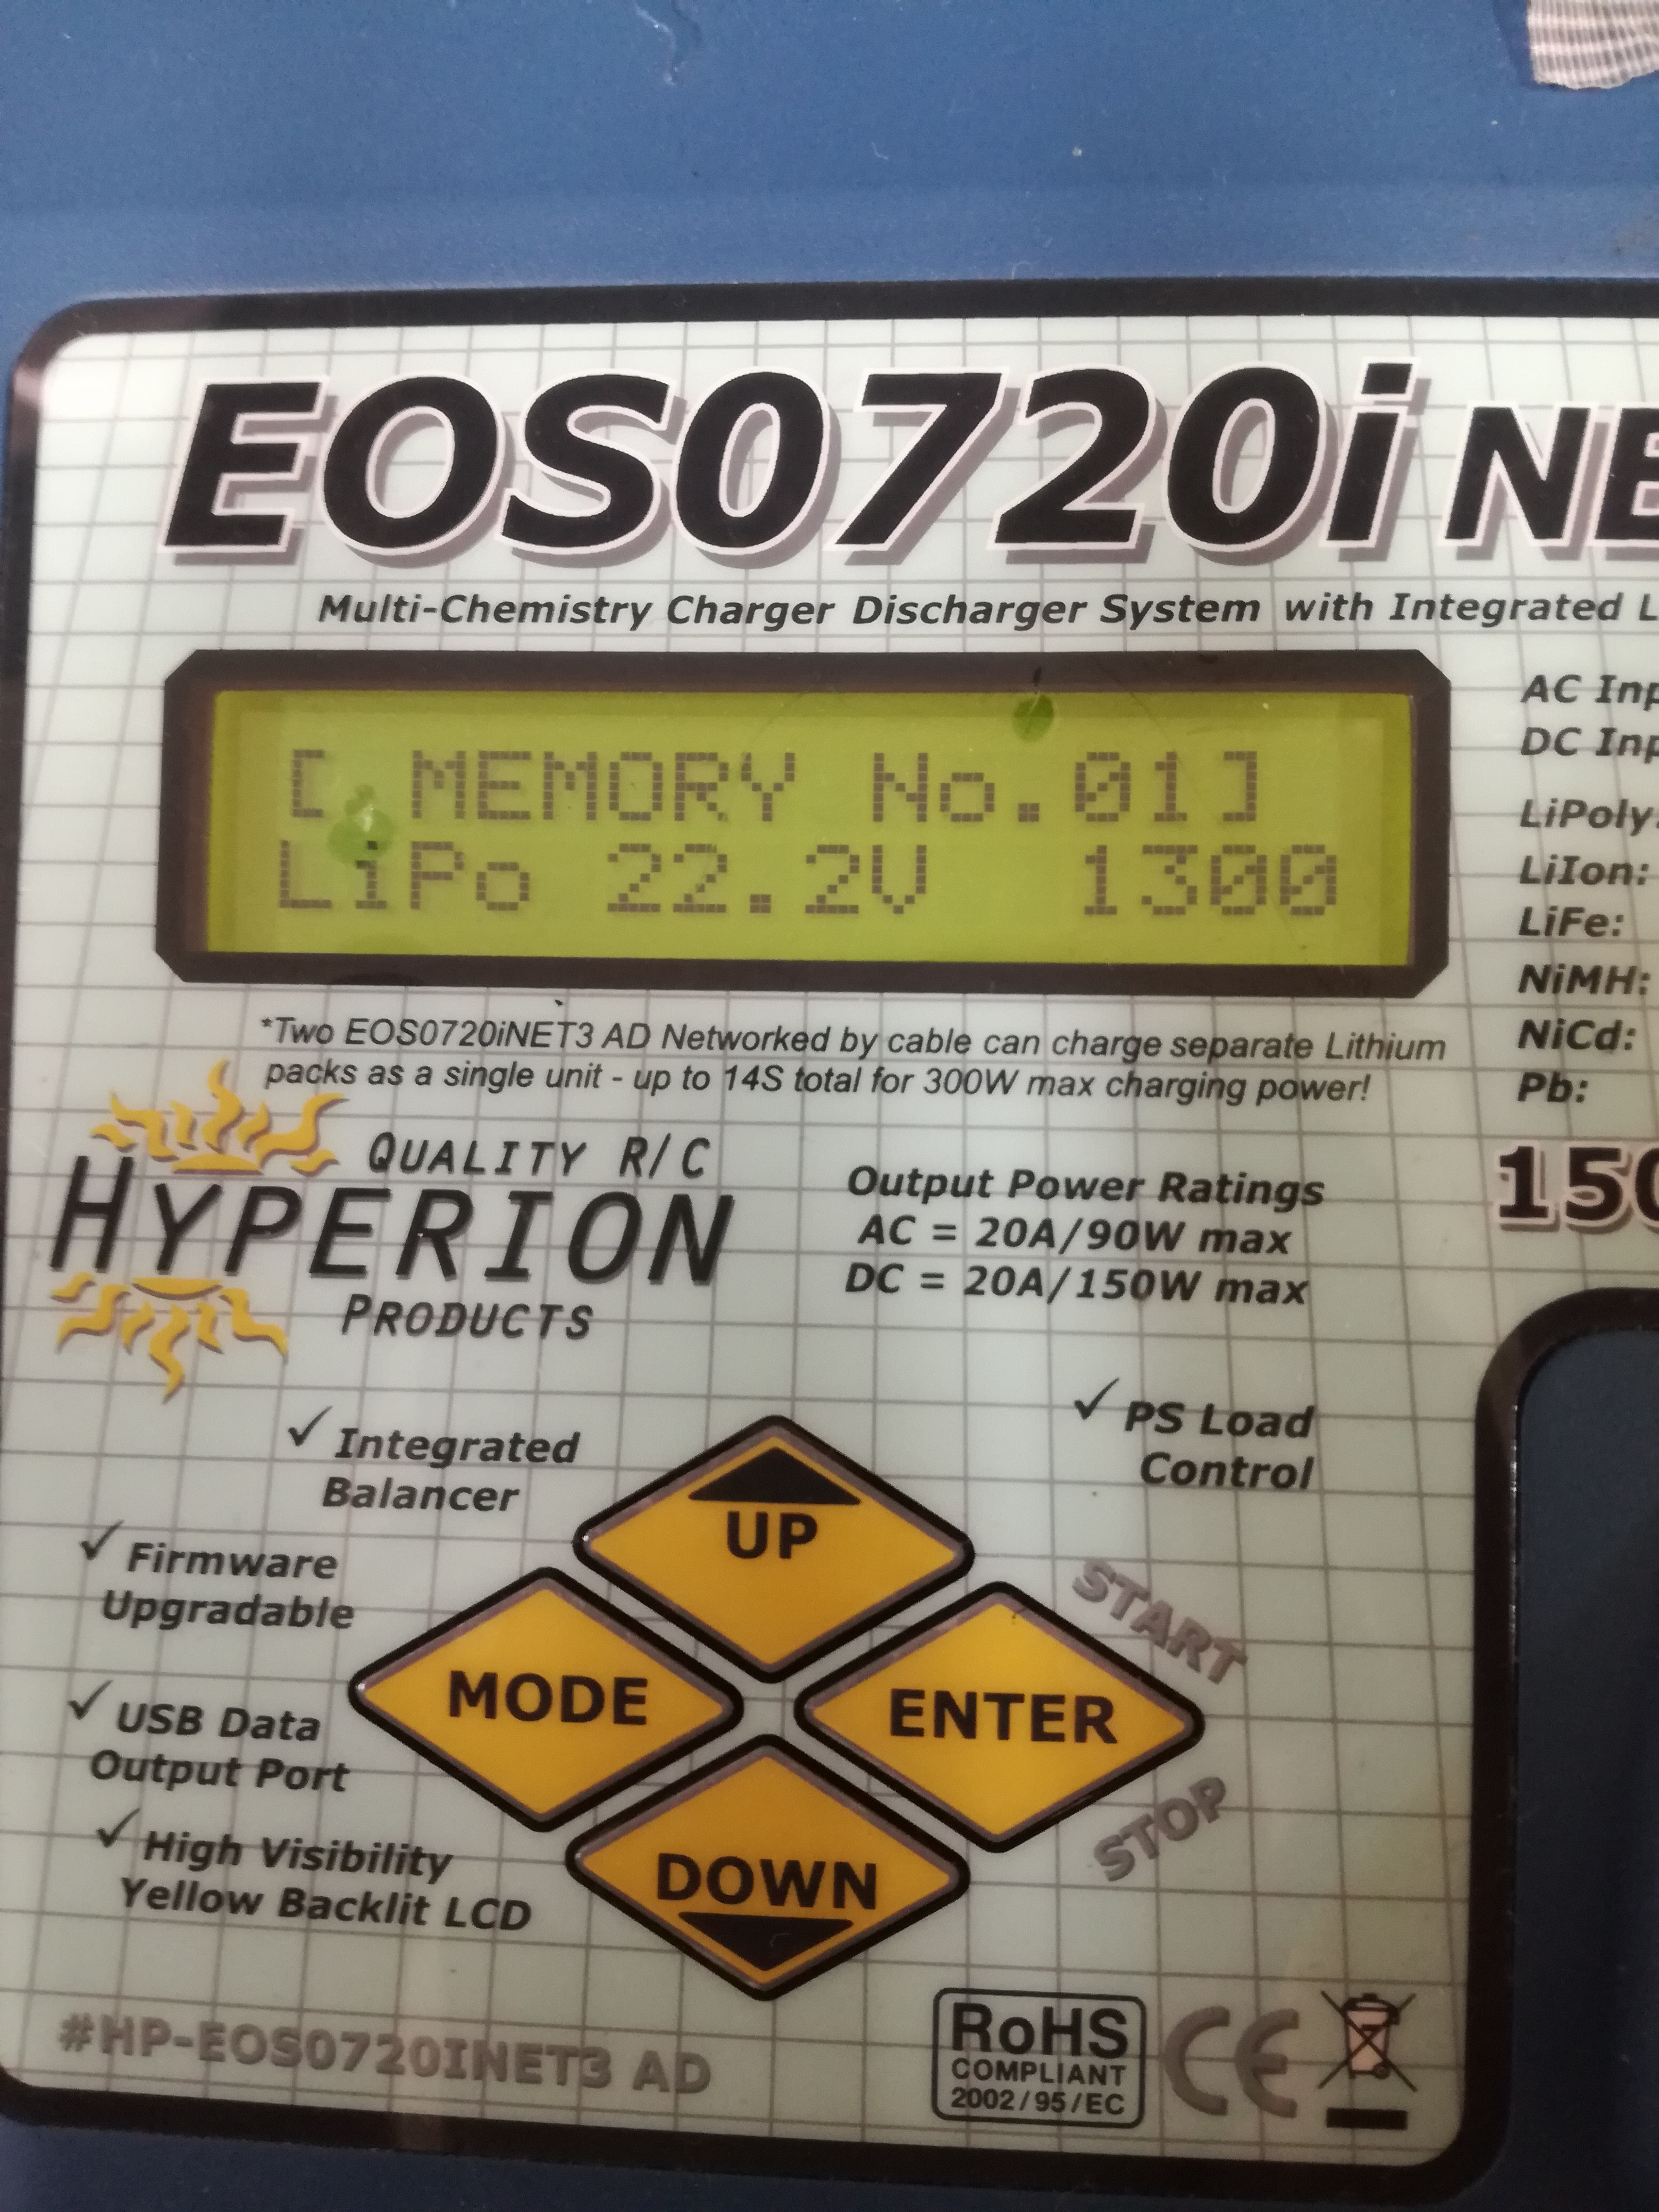 EOS0720i NE
Multi-Chemistry Charger Discharger System with Integrated L
[ MEMORY No.01]
LiPo 22.2V 1300
AC Inp
DC Inp
LiPoly:
LiIon:
LiFe:
NiMH:
NiCd:
Pb:
150
*Two EOS0720iNET3 AD Networked by cable can charge separate Lithium
packs as a single unit - up to 14S total for 300W max charging power!
QUALITY R/C
HYPERION
PRODUCTS
Output Power Ratings
AC = 20A/90W max
DC = 20A/150W max
✓ Integrated
Balancer
✓ PS Load
Control
✓ Firmware
Upgradable
✓ USB Data
Output Port
✓ High Visibility
Yellow Backlit LCD
UP
MODE
ENTER
DOWN
START
STOP
#HP-EOS0720INET3 AD
RoHS
COMPLIANT
2002/95/EC
CE